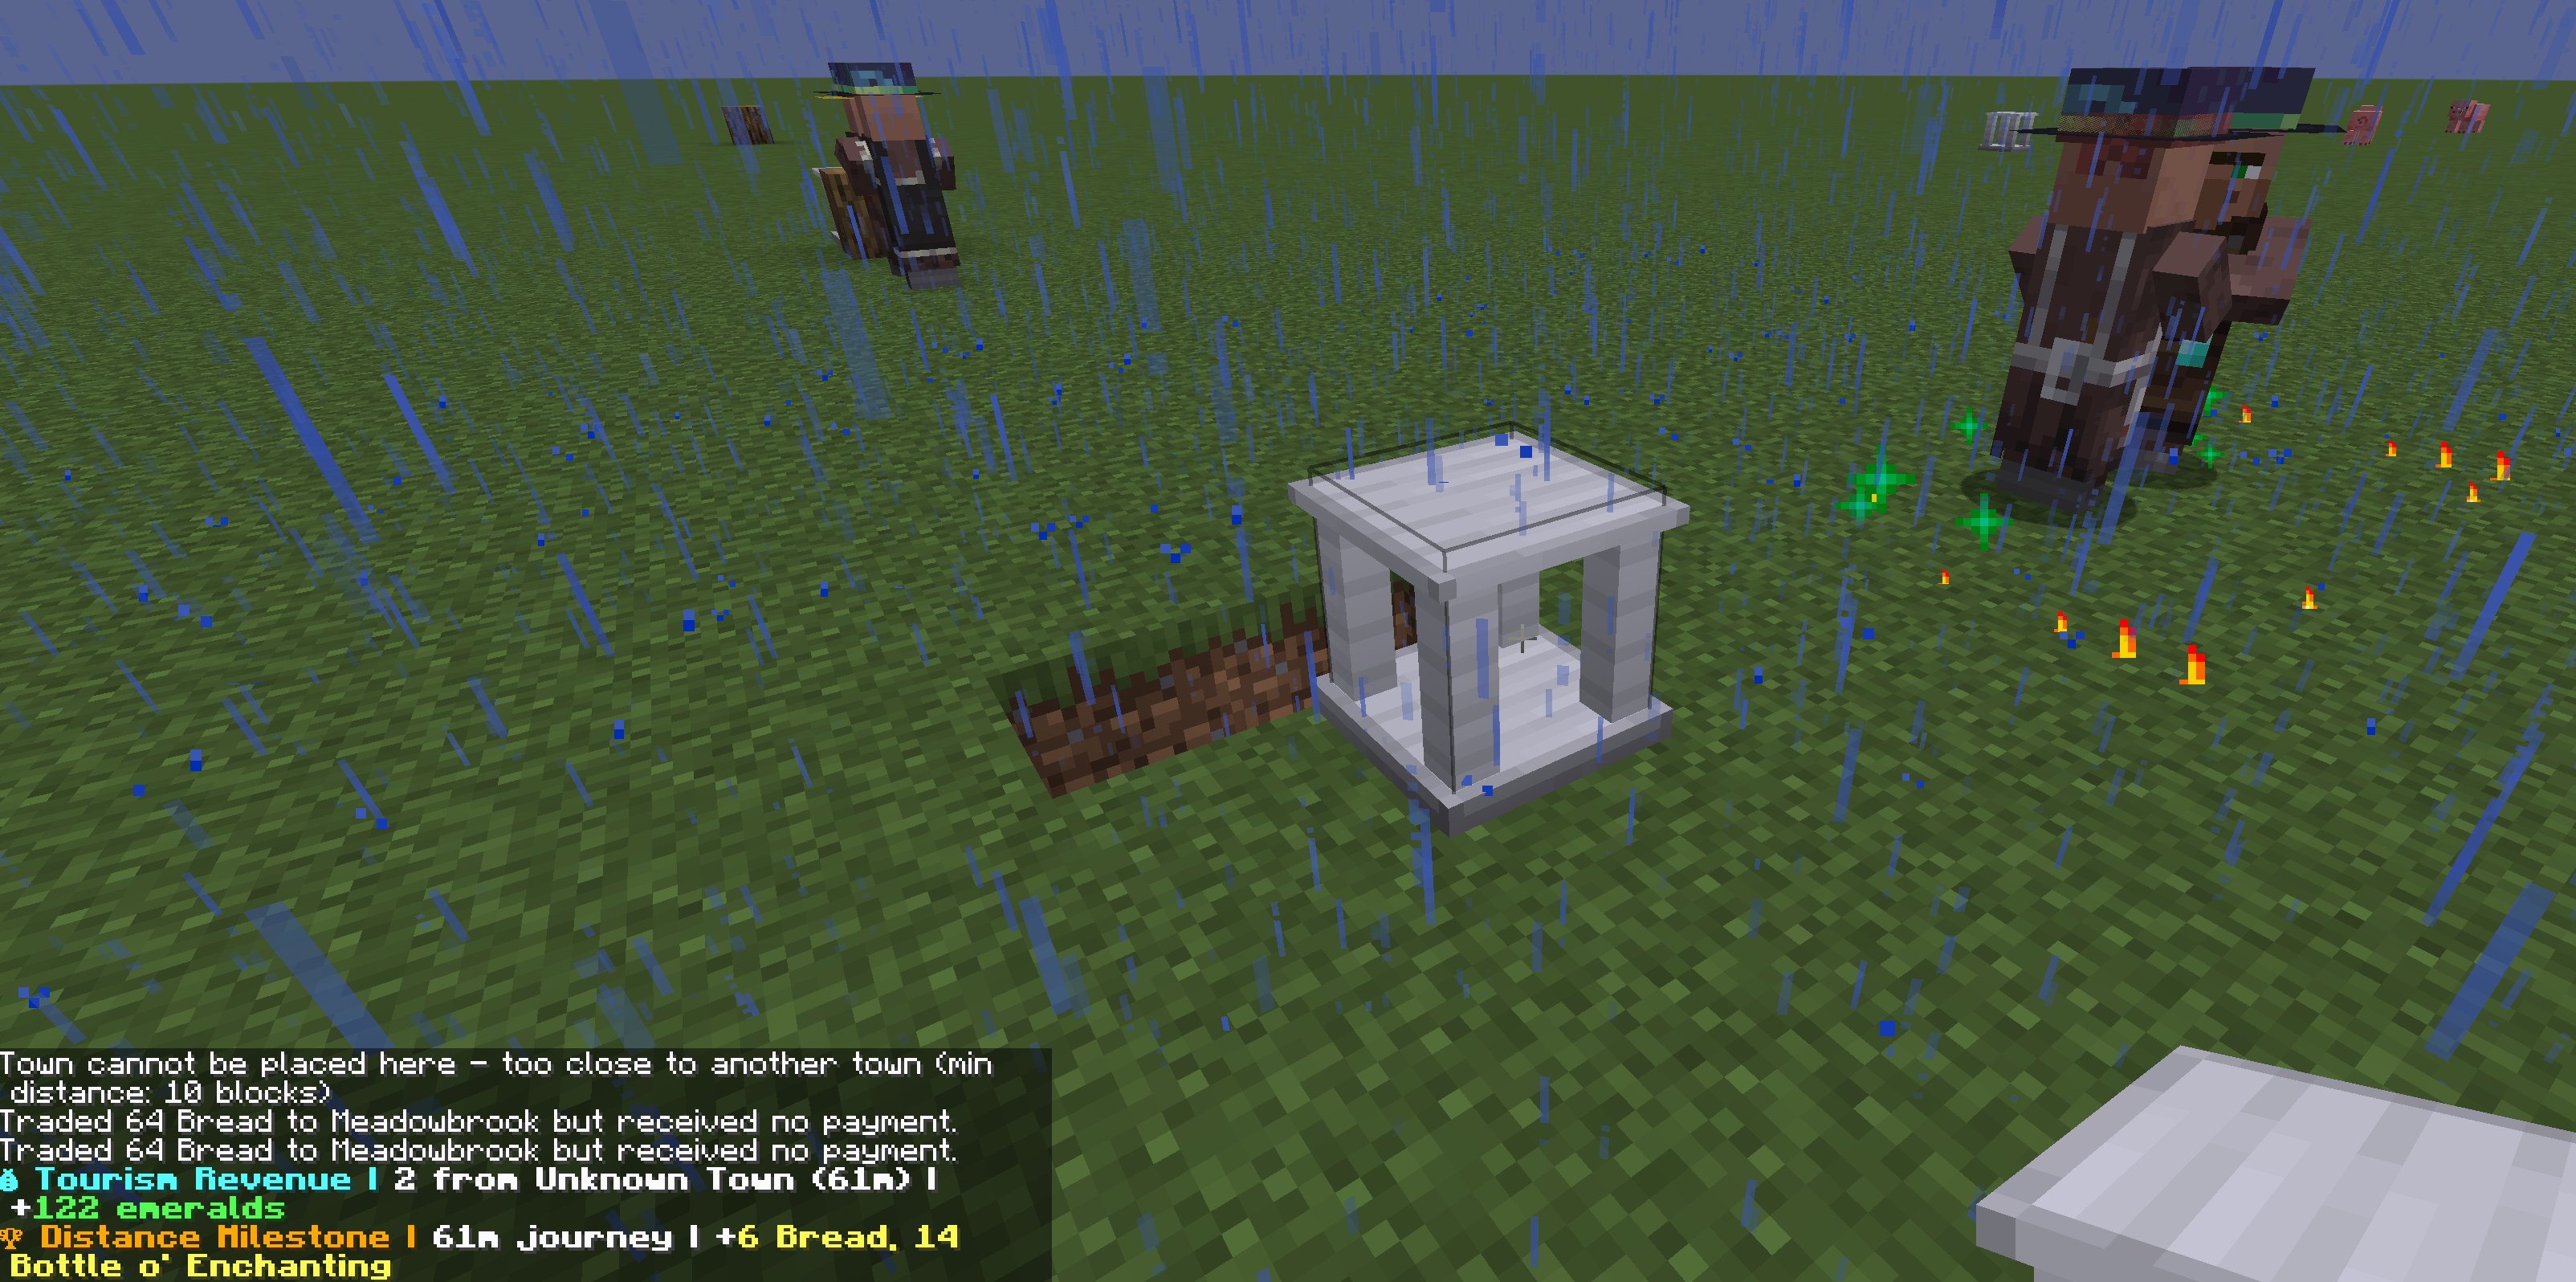 Town cannot be placed here - too close to another town (min
distance: 10 blocks)
Traded 64 Bread to Meadowbrook but received no payment.
Traded 64 Bread to Meadowbrook but received no payment.
Tourism Revenue | 2 from Unknown Town (61m) |
+122 emeralds
Distance Milestone | 61m journey | +6 Bread, 14
Bottle o' Enchanting